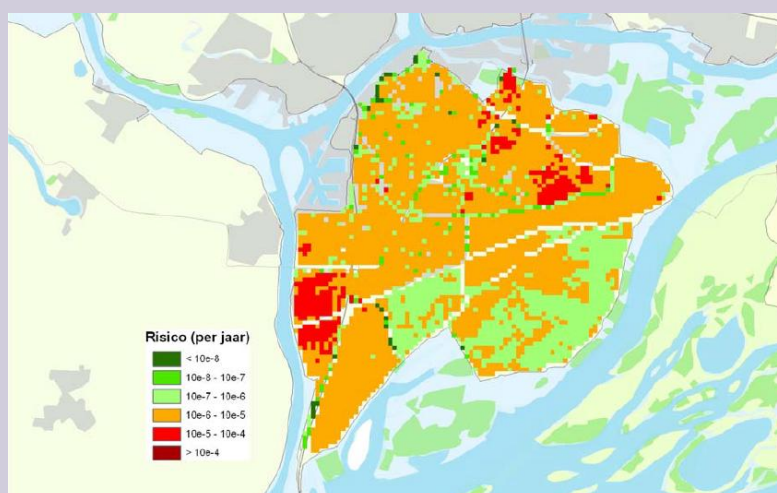 Risico (per jaar)
< 10e-8
10e-8 - 10e-7
10e-7 - 10e-6
10e-6 - 10e-5
10e-5 - 10e-4
> 10e-4